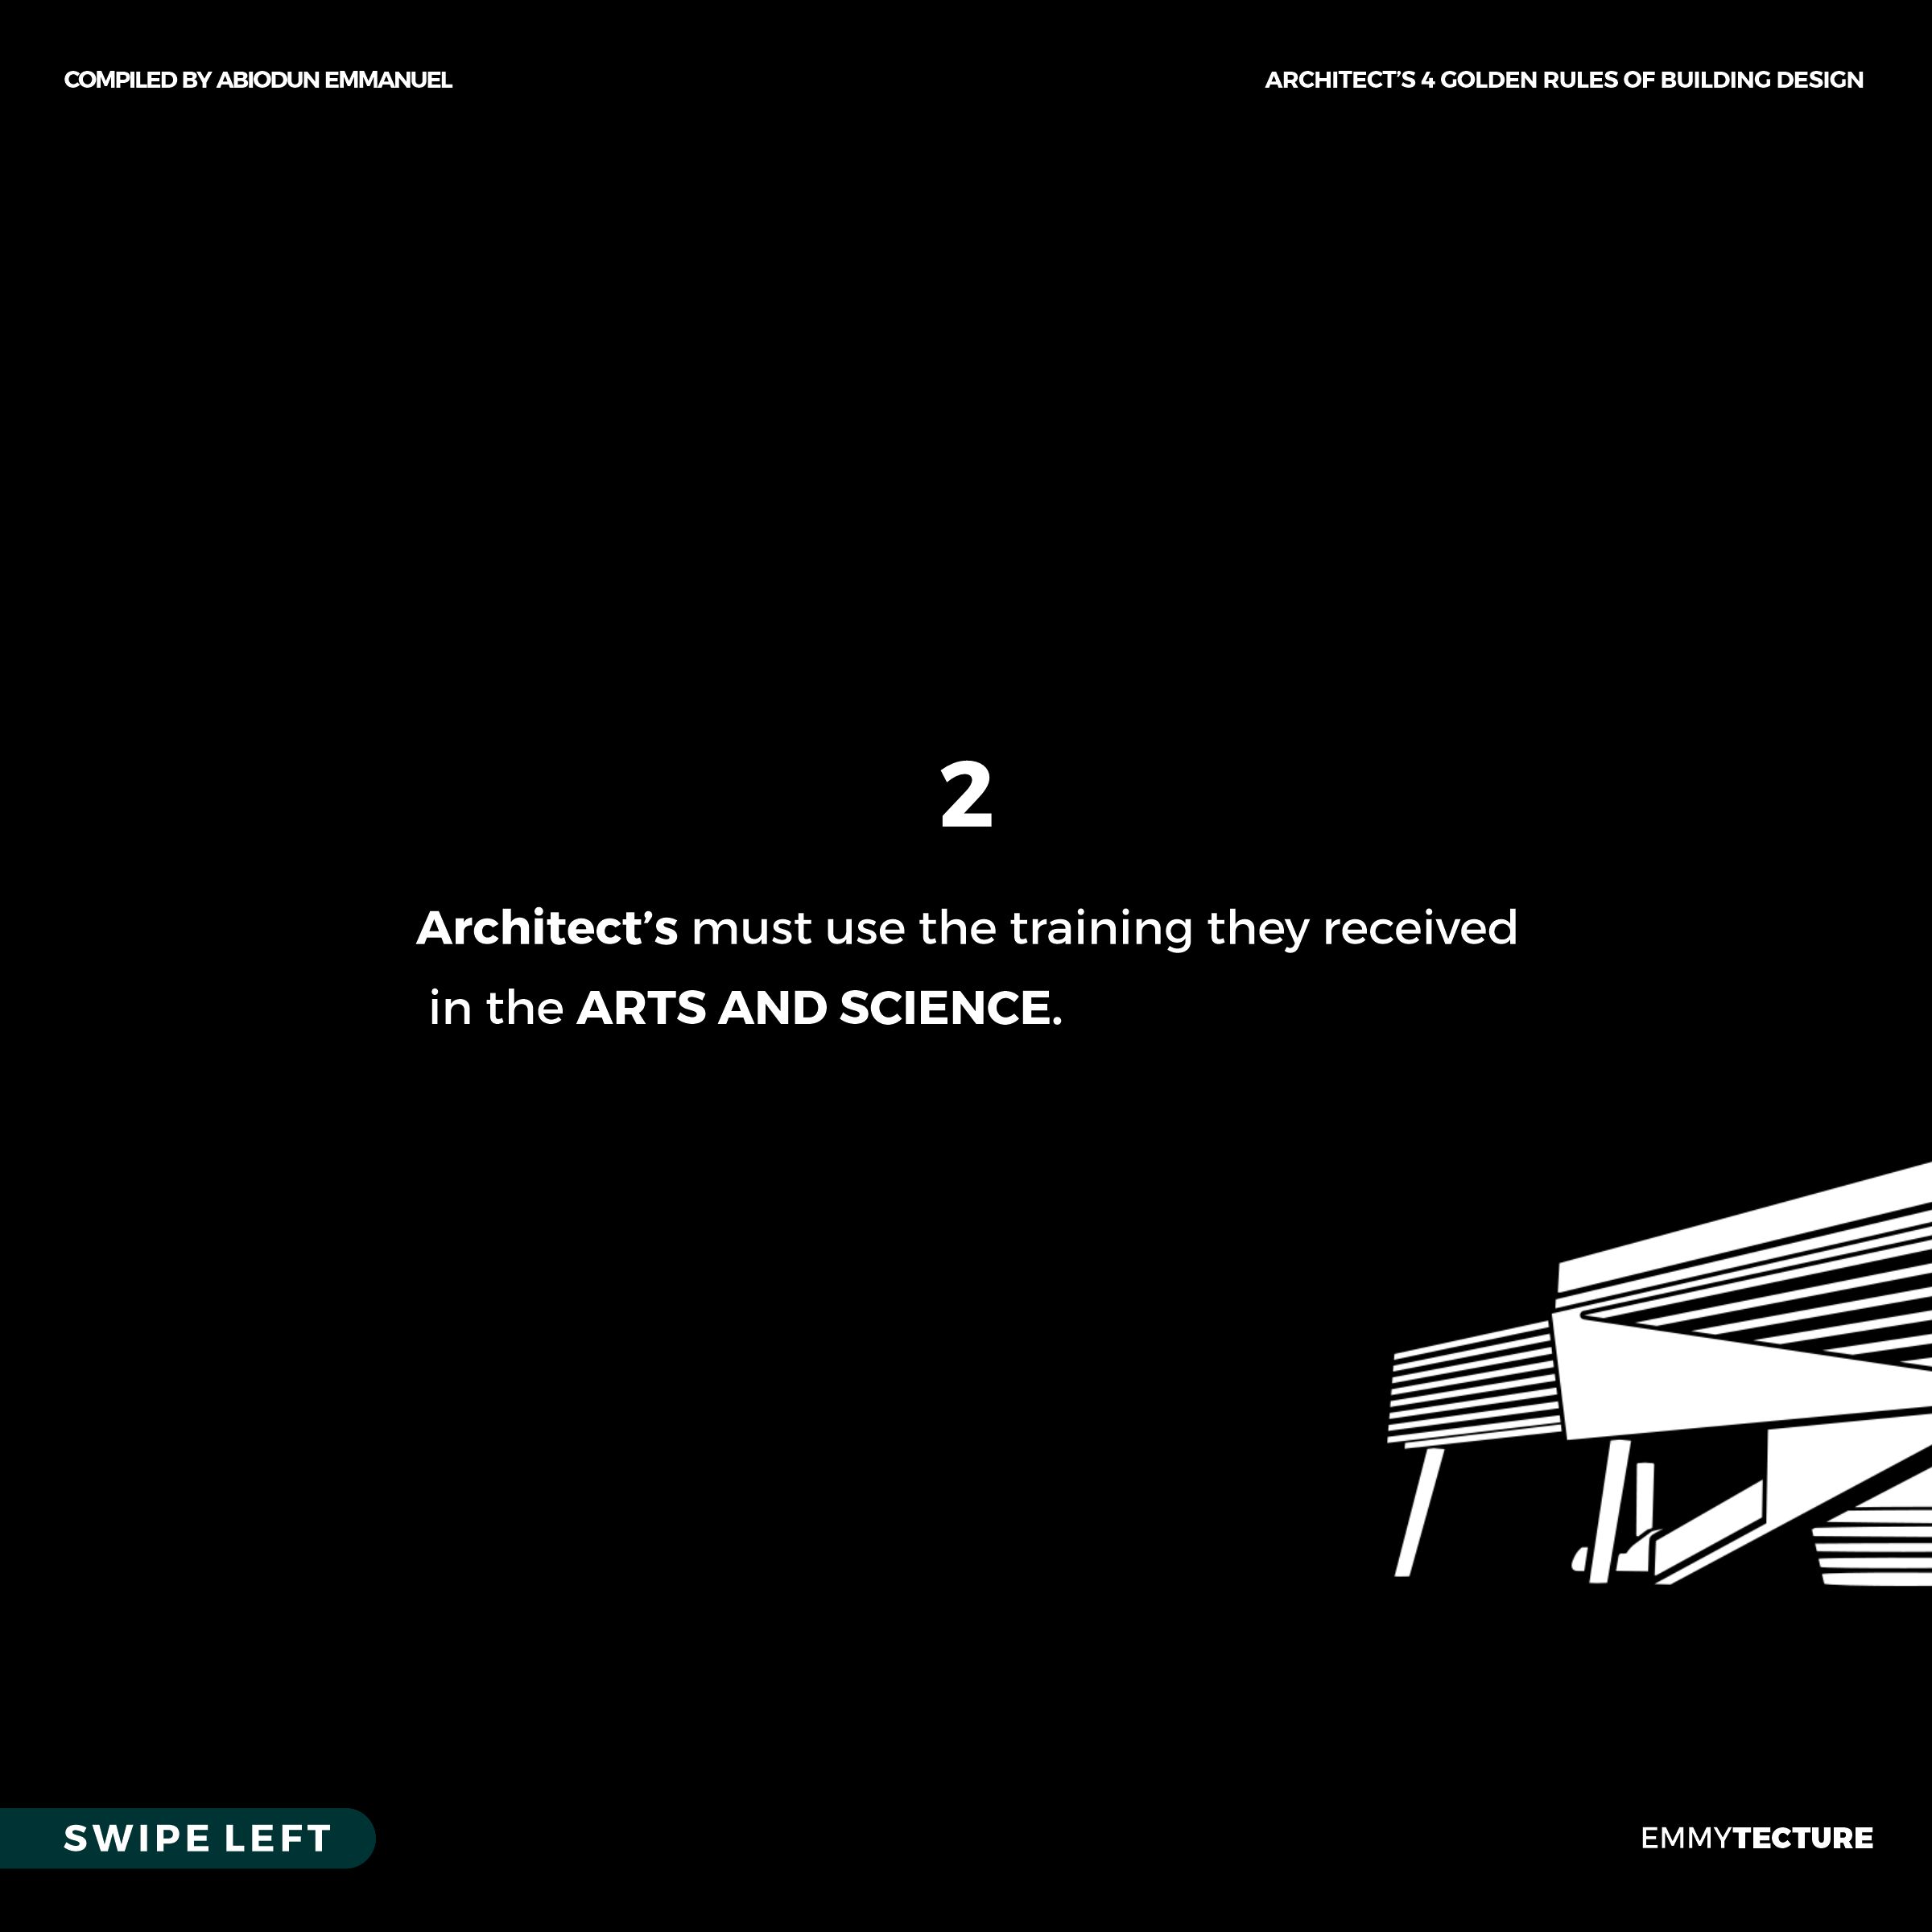 COMPILED BY ABIODUN EMMANUEL
ARCHITECT’S 4 GOLDEN RULES OF BUILDING DESIGN
2
Architect’s must use the training they received
in the ARTS AND SCIENCE.
SWIPE LEFT
EMMYTECTURE